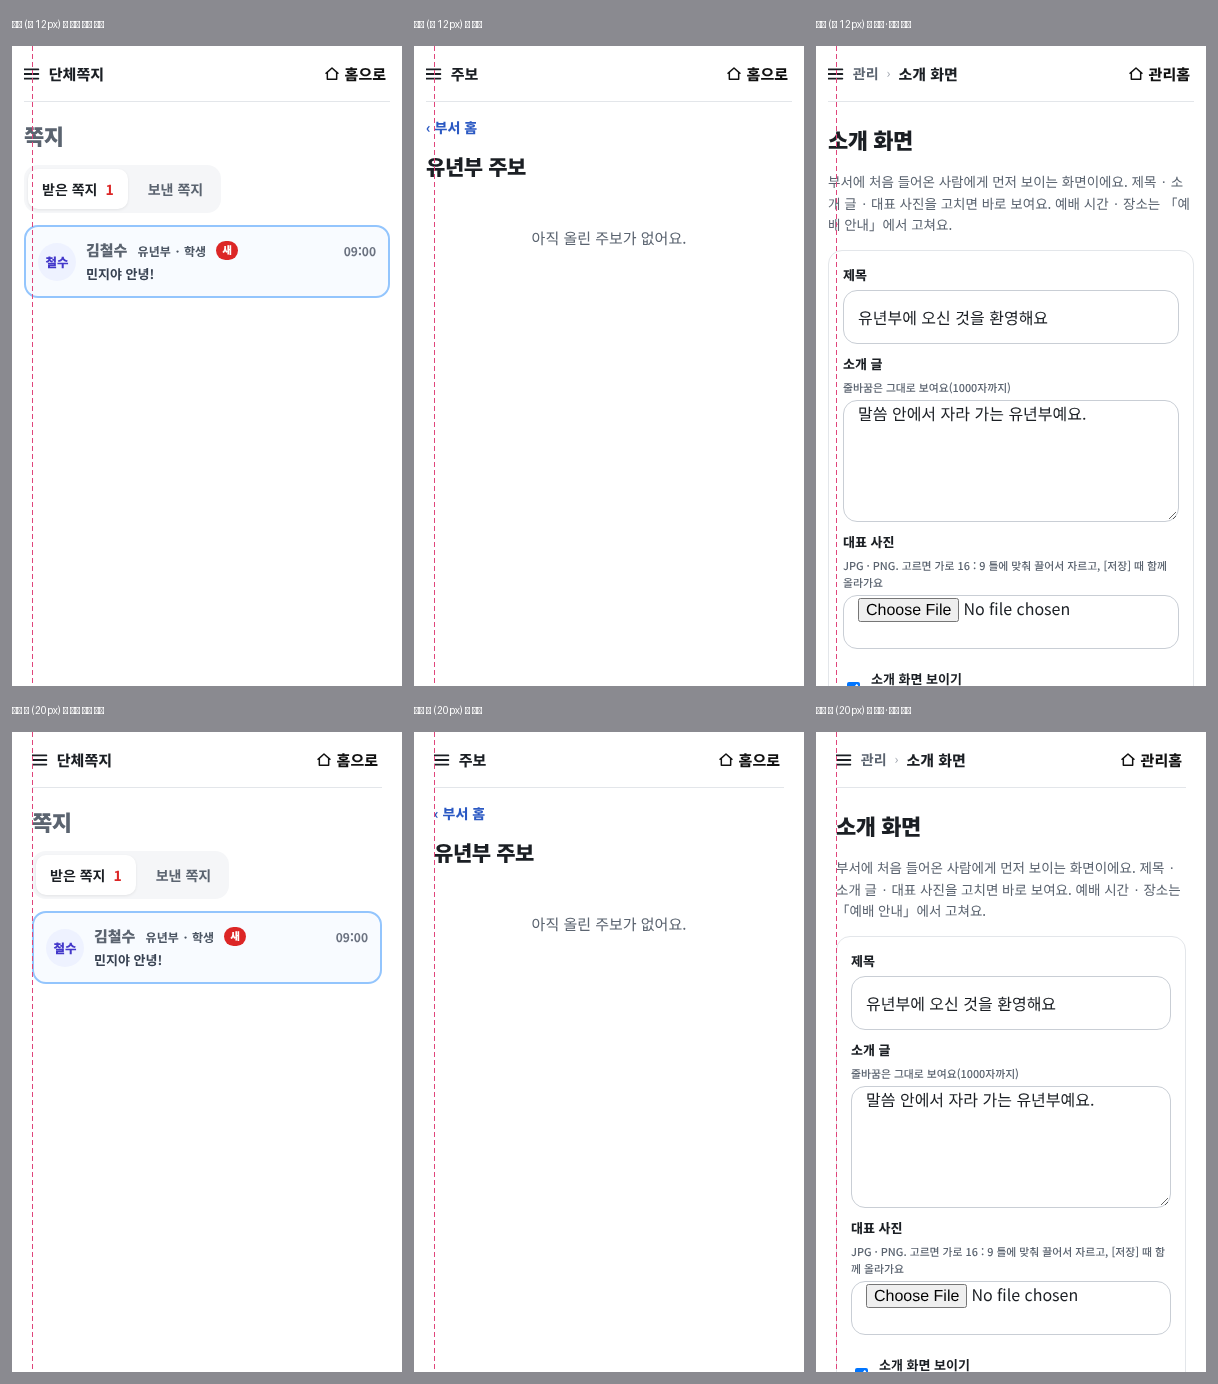 (12px)
(12px)
(12px)
단체쪽지
홈으로
쪽지
받은 쪽지 1
보낸 쪽지
철수
김철수 유년부 · 학생 새
09:00
민지야 안녕!
주보
홈으로
‹ 부서 홈
유년부 주보
아직 올린 주보가 없어요.
관리 › 소개 화면
관리홈
소개 화면
부서에 처음 들어온 사람에게 먼저 보이는 화면이에요. 제목 · 소
개 글 · 대표 사진을 고치면 바로 보여요. 예배 시간 · 장소는 「예
배 안내」에서 고쳐요.
제목
유년부에 오신 것을 환영해요
소개 글
줄바꿈은 그대로 보여요(1000자까지)
말씀 안에서 자라 가는 유년부예요.
대표 사진
JPG · PNG. 고르면 가로 16 : 9 틀에 맞춰 끌어서 자르고, [저장] 때 함께
올라가요
Choose File No file chosen
소개 화면 보이기
(20px)
(20px)
(20px)
단체쪽지
홈으로
쪽지
받은 쪽지 1
보낸 쪽지
철수
김철수 유년부 · 학생 새
09:00
민지야 안녕!
주보
홈으로
‹ 부서 홈
유년부 주보
아직 올린 주보가 없어요.
관리 › 소개 화면
관리홈
소개 화면
부서에 처음 들어온 사람에게 먼저 보이는 화면이에요. 제목 ·
소개 글 · 대표 사진을 고치면 바로 보여요. 예배 시간 · 장소는
「예배 안내」에서 고쳐요.
제목
유년부에 오신 것을 환영해요
소개 글
줄바꿈은 그대로 보여요(1000자까지)
말씀 안에서 자라 가는 유년부예요.
대표 사진
JPG · PNG. 고르면 가로 16 : 9 틀에 맞춰 끌어서 자르고, [저장] 때 함
께 올라가요
Choose File No file chosen
소개 화면 보이기